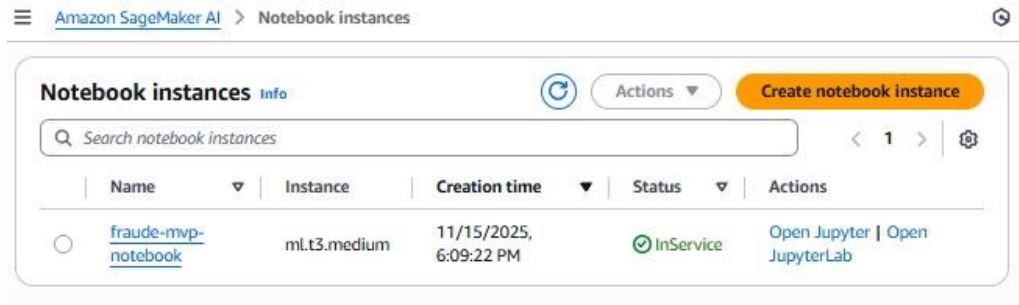 Amazon SageMaker AI > Notebook instances
Notebook instances Info
Actions
Create notebook instance
Search notebook instances
< 1 >
Name Instance Creation time Status Actions
fraude-mvp-
notebook
ml.t3.medium
11/15/2025,
6:09:22 PM
InService
Open Jupyter | Open
JupyterLab